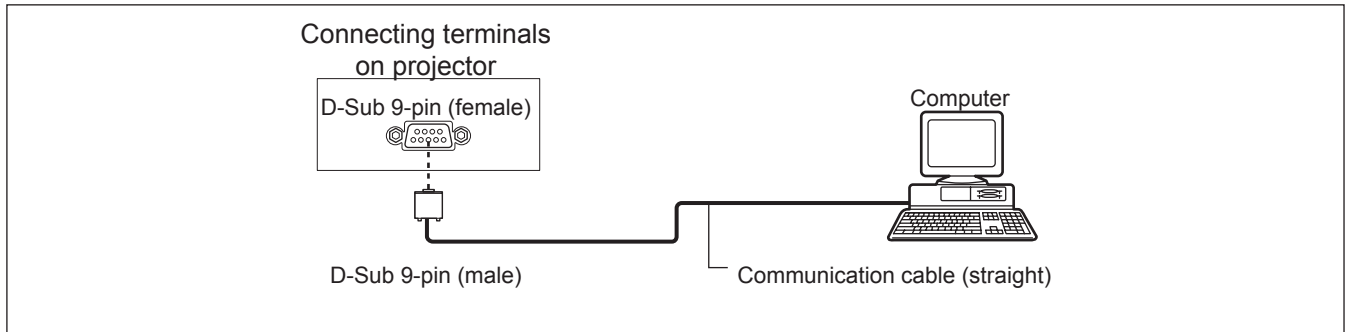 Connecting terminals
on projector
D-Sub 9-pin (female)
Computer
D-Sub 9-pin (male)
Communication cable (straight)